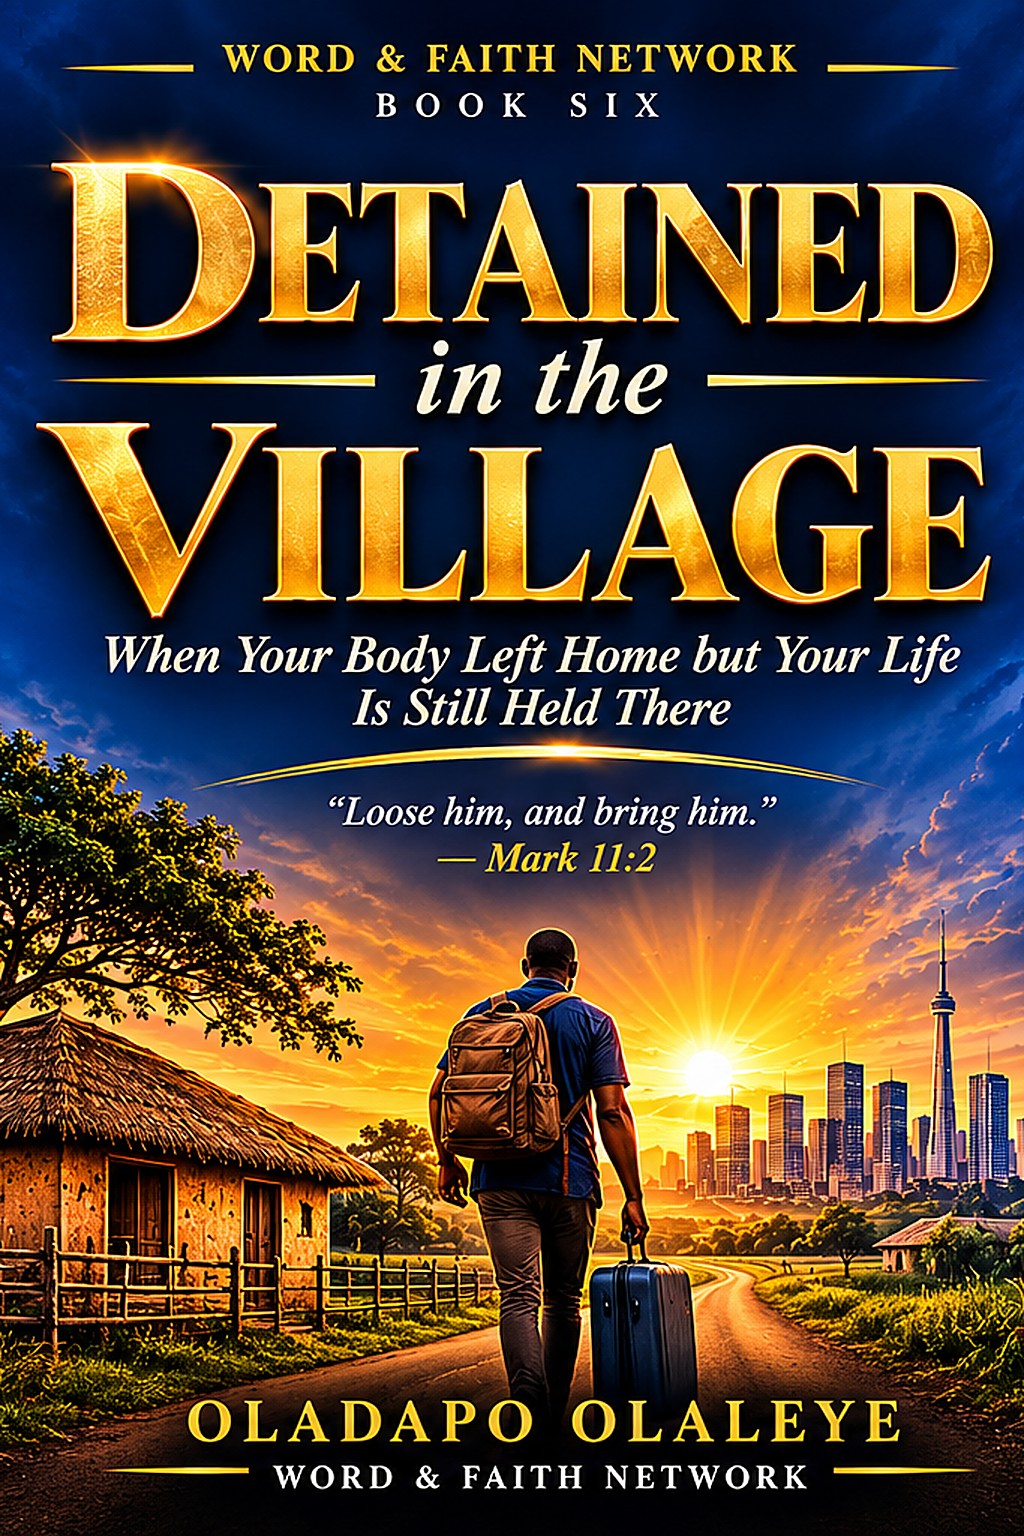 WORD & FAITH NETWORK
BOOK SIX
DETAINED
in the
VILLAGE
When Your Body Left Home but Your Life
Is Still Held There
“Loose him, and bring him.”
— Mark 11:2
OLADAPO OLALEYE
WORD & FAITH NETWORK